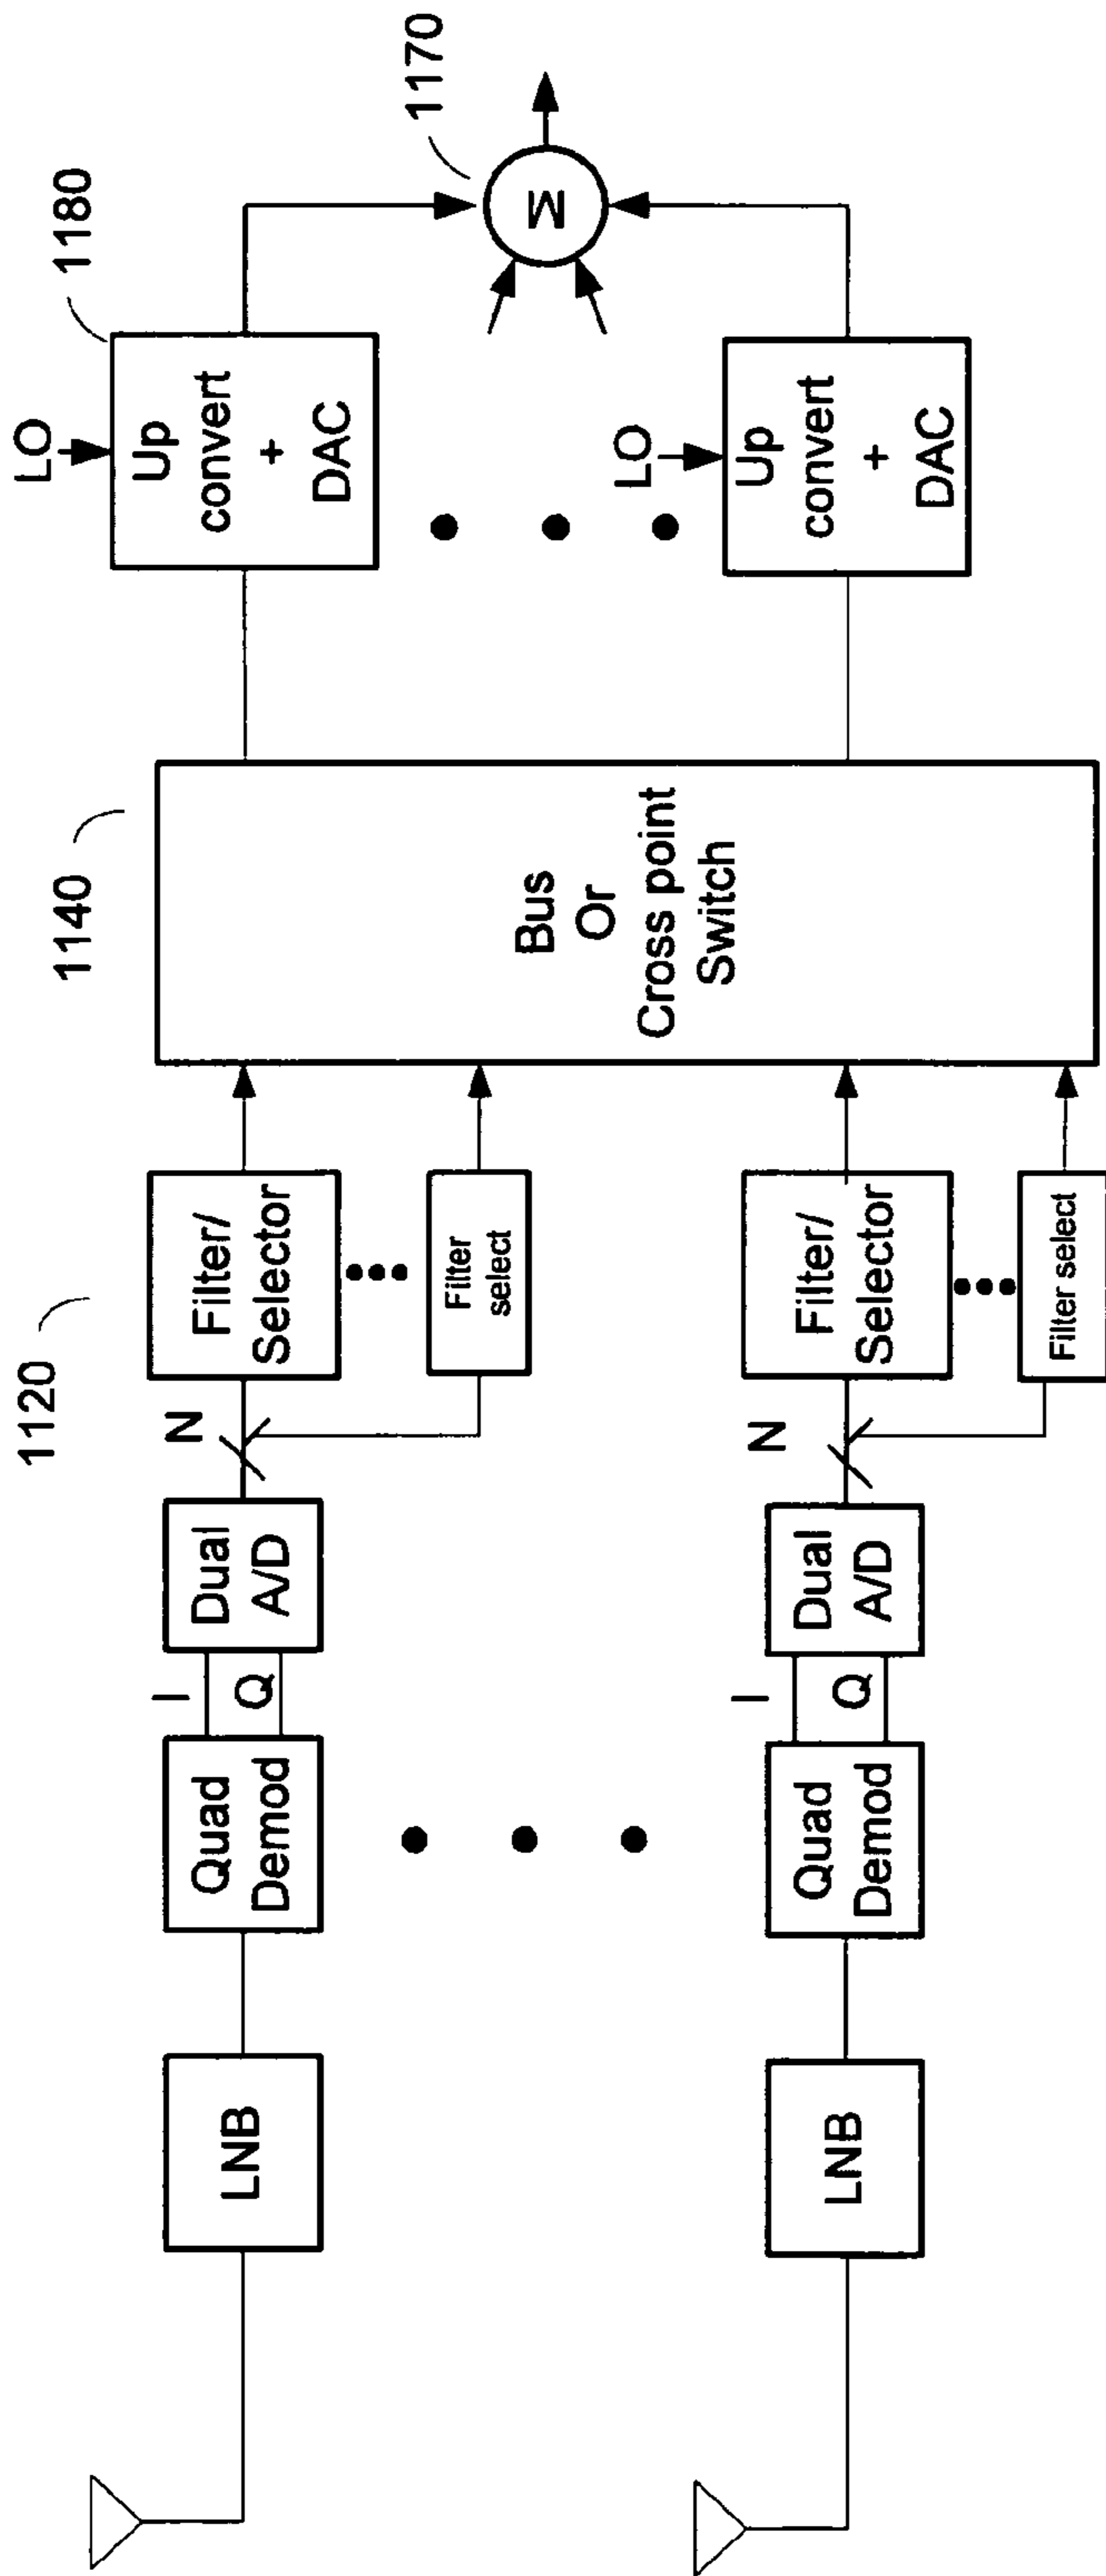 LO
1180
Up
convert
+
DAC
1170
Σ
LO
Up
convert
+
DAC
1140
Bus
Or
Cross point
Switch
1120
N
Filter/
Selector
Filter
select
N
Filter/
Selector
Filter select
LNB
Quad
Demod
I
Q
Dual
A/D
LNB
Quad
Demod
I
Q
Dual
A/D